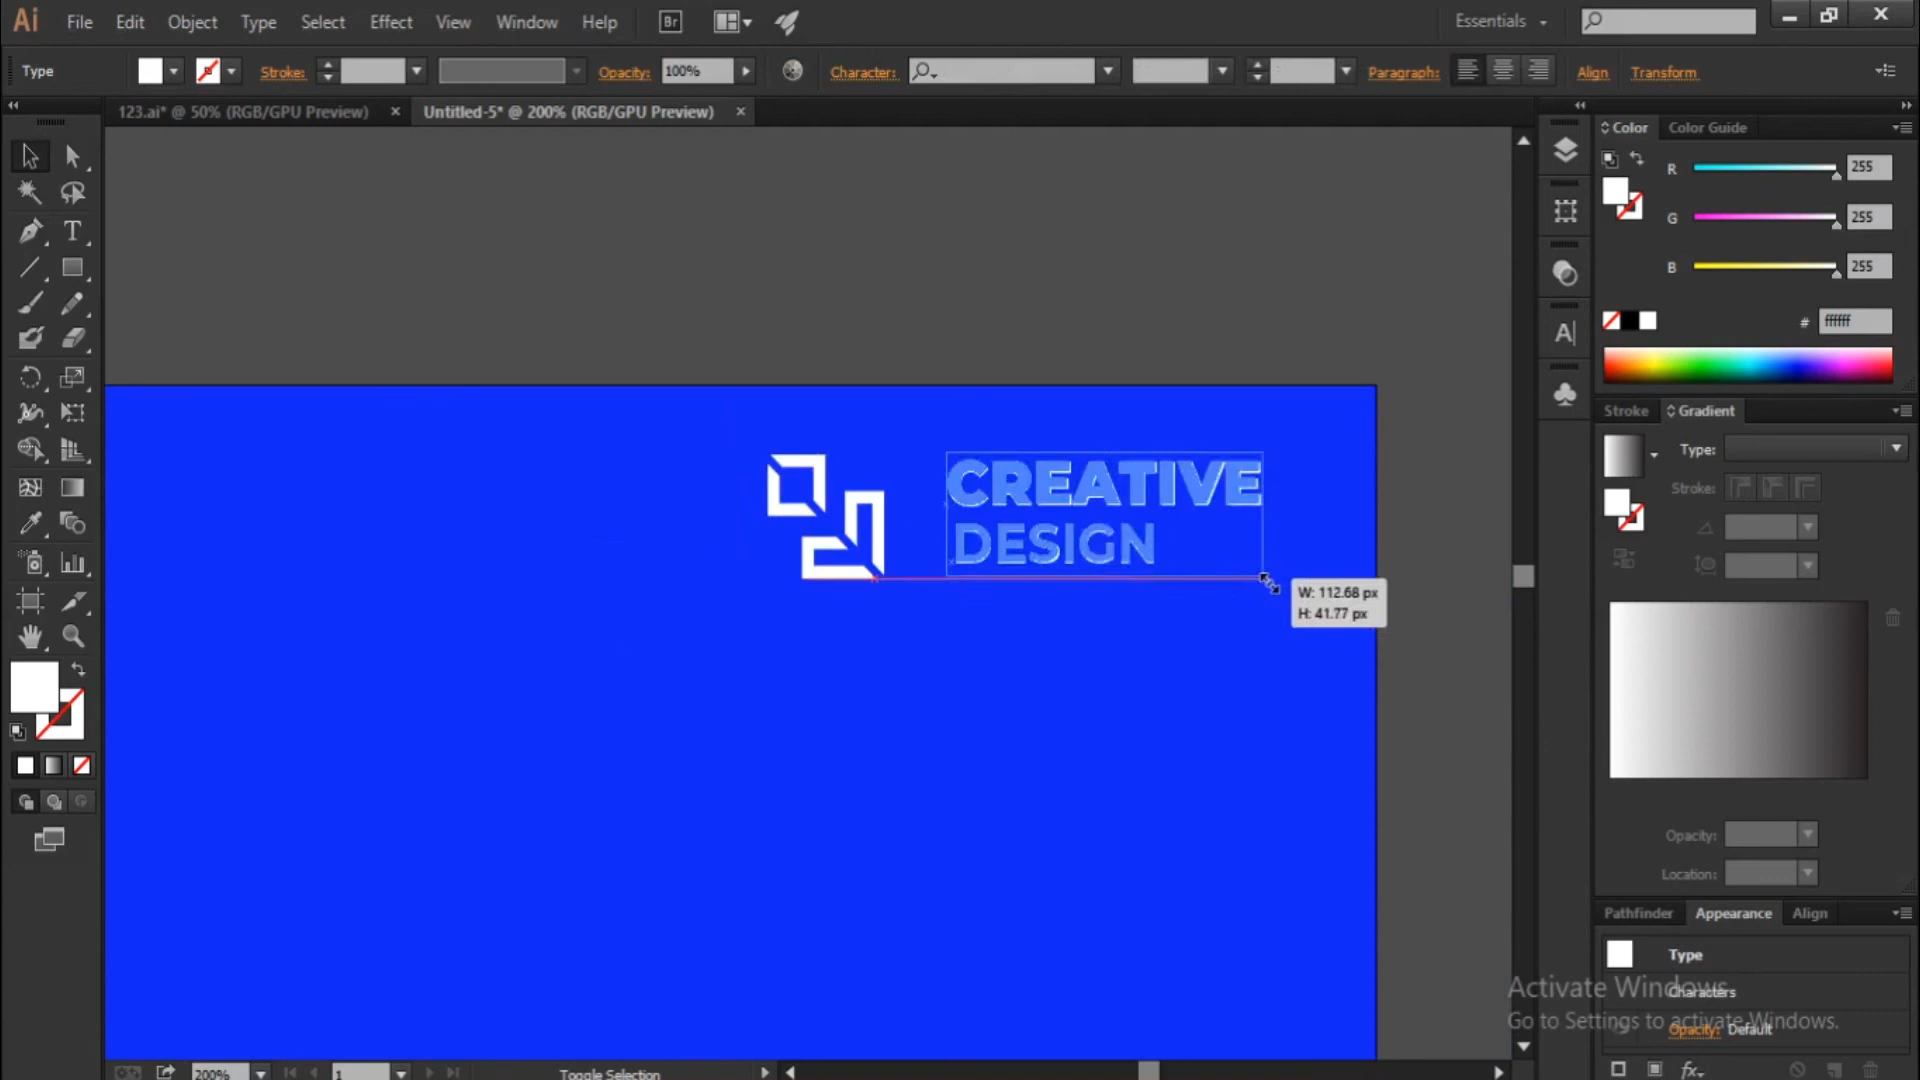 Ai File Edit Object Type Select Effect View Window Help Br Essentials
Type Stroke: Opacity: 100% Character: Paragraph: Align Transform
123.ai* @ 50% (RGB/GPU Preview) × Untitled-5* @ 200% (RGB/GPU Preview) ×
Color Color Guide
R 255
G 255
B 255
# ffffff
Stroke Gradient
Type:
Stroke:
CREATIVE
DESIGN
W: 112.68 px
H: 41.77 px
Opacity:
Location:
Pathfinder Appearance Align
Type
Characters
Opacity: Default
Activate Windows
Go to Settings to activate Windows.
200% 1 Toggle Selection
fx